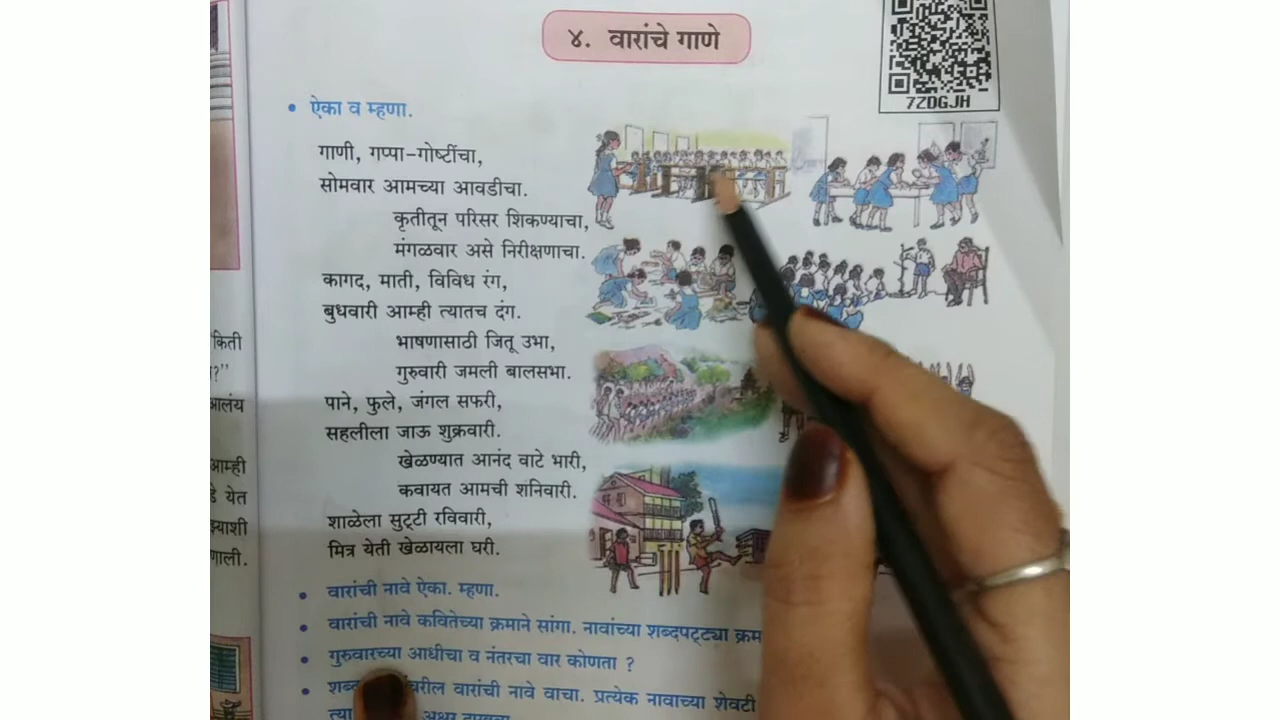 ४. वारांचे गाणे
7ZDGJH
ऐका व म्हणा.
गाणी, गप्पा-गोष्टींचा,
सोमवार आमच्या आवडीचा.
कृतीतून परिसर शिकण्याचा,
मंगळवार असे निरीक्षणाचा.
कागद, माती, विविध रंग,
बुधवारी आम्ही त्यातच दंग.
भाषणासाठी जितू उभा,
गुरुवारी जमली बालसभा.
पाने, फुले, जंगल सफरी,
सहलीला जाऊ शुक्रवारी.
खेळण्यात आनंद वाटे भारी,
कवायत आमची शनिवारी.
शाळेला सुट्टी रविवारी,
मित्र येती खेळायला घरी.
वारांची नावे ऐका. म्हणा.
वारांची नावे कवितेच्या क्रमाने सांगा. नावांच्या शब्दपट्ट्या क्रम
गुरुवारच्या आधीचा व नंतरचा वार कोणता ?
वरील वारांची नावे वाचा. प्रत्येक नावाच्या शेवटी
किती
?"
आलंय
आम्ही
येत
णाली.